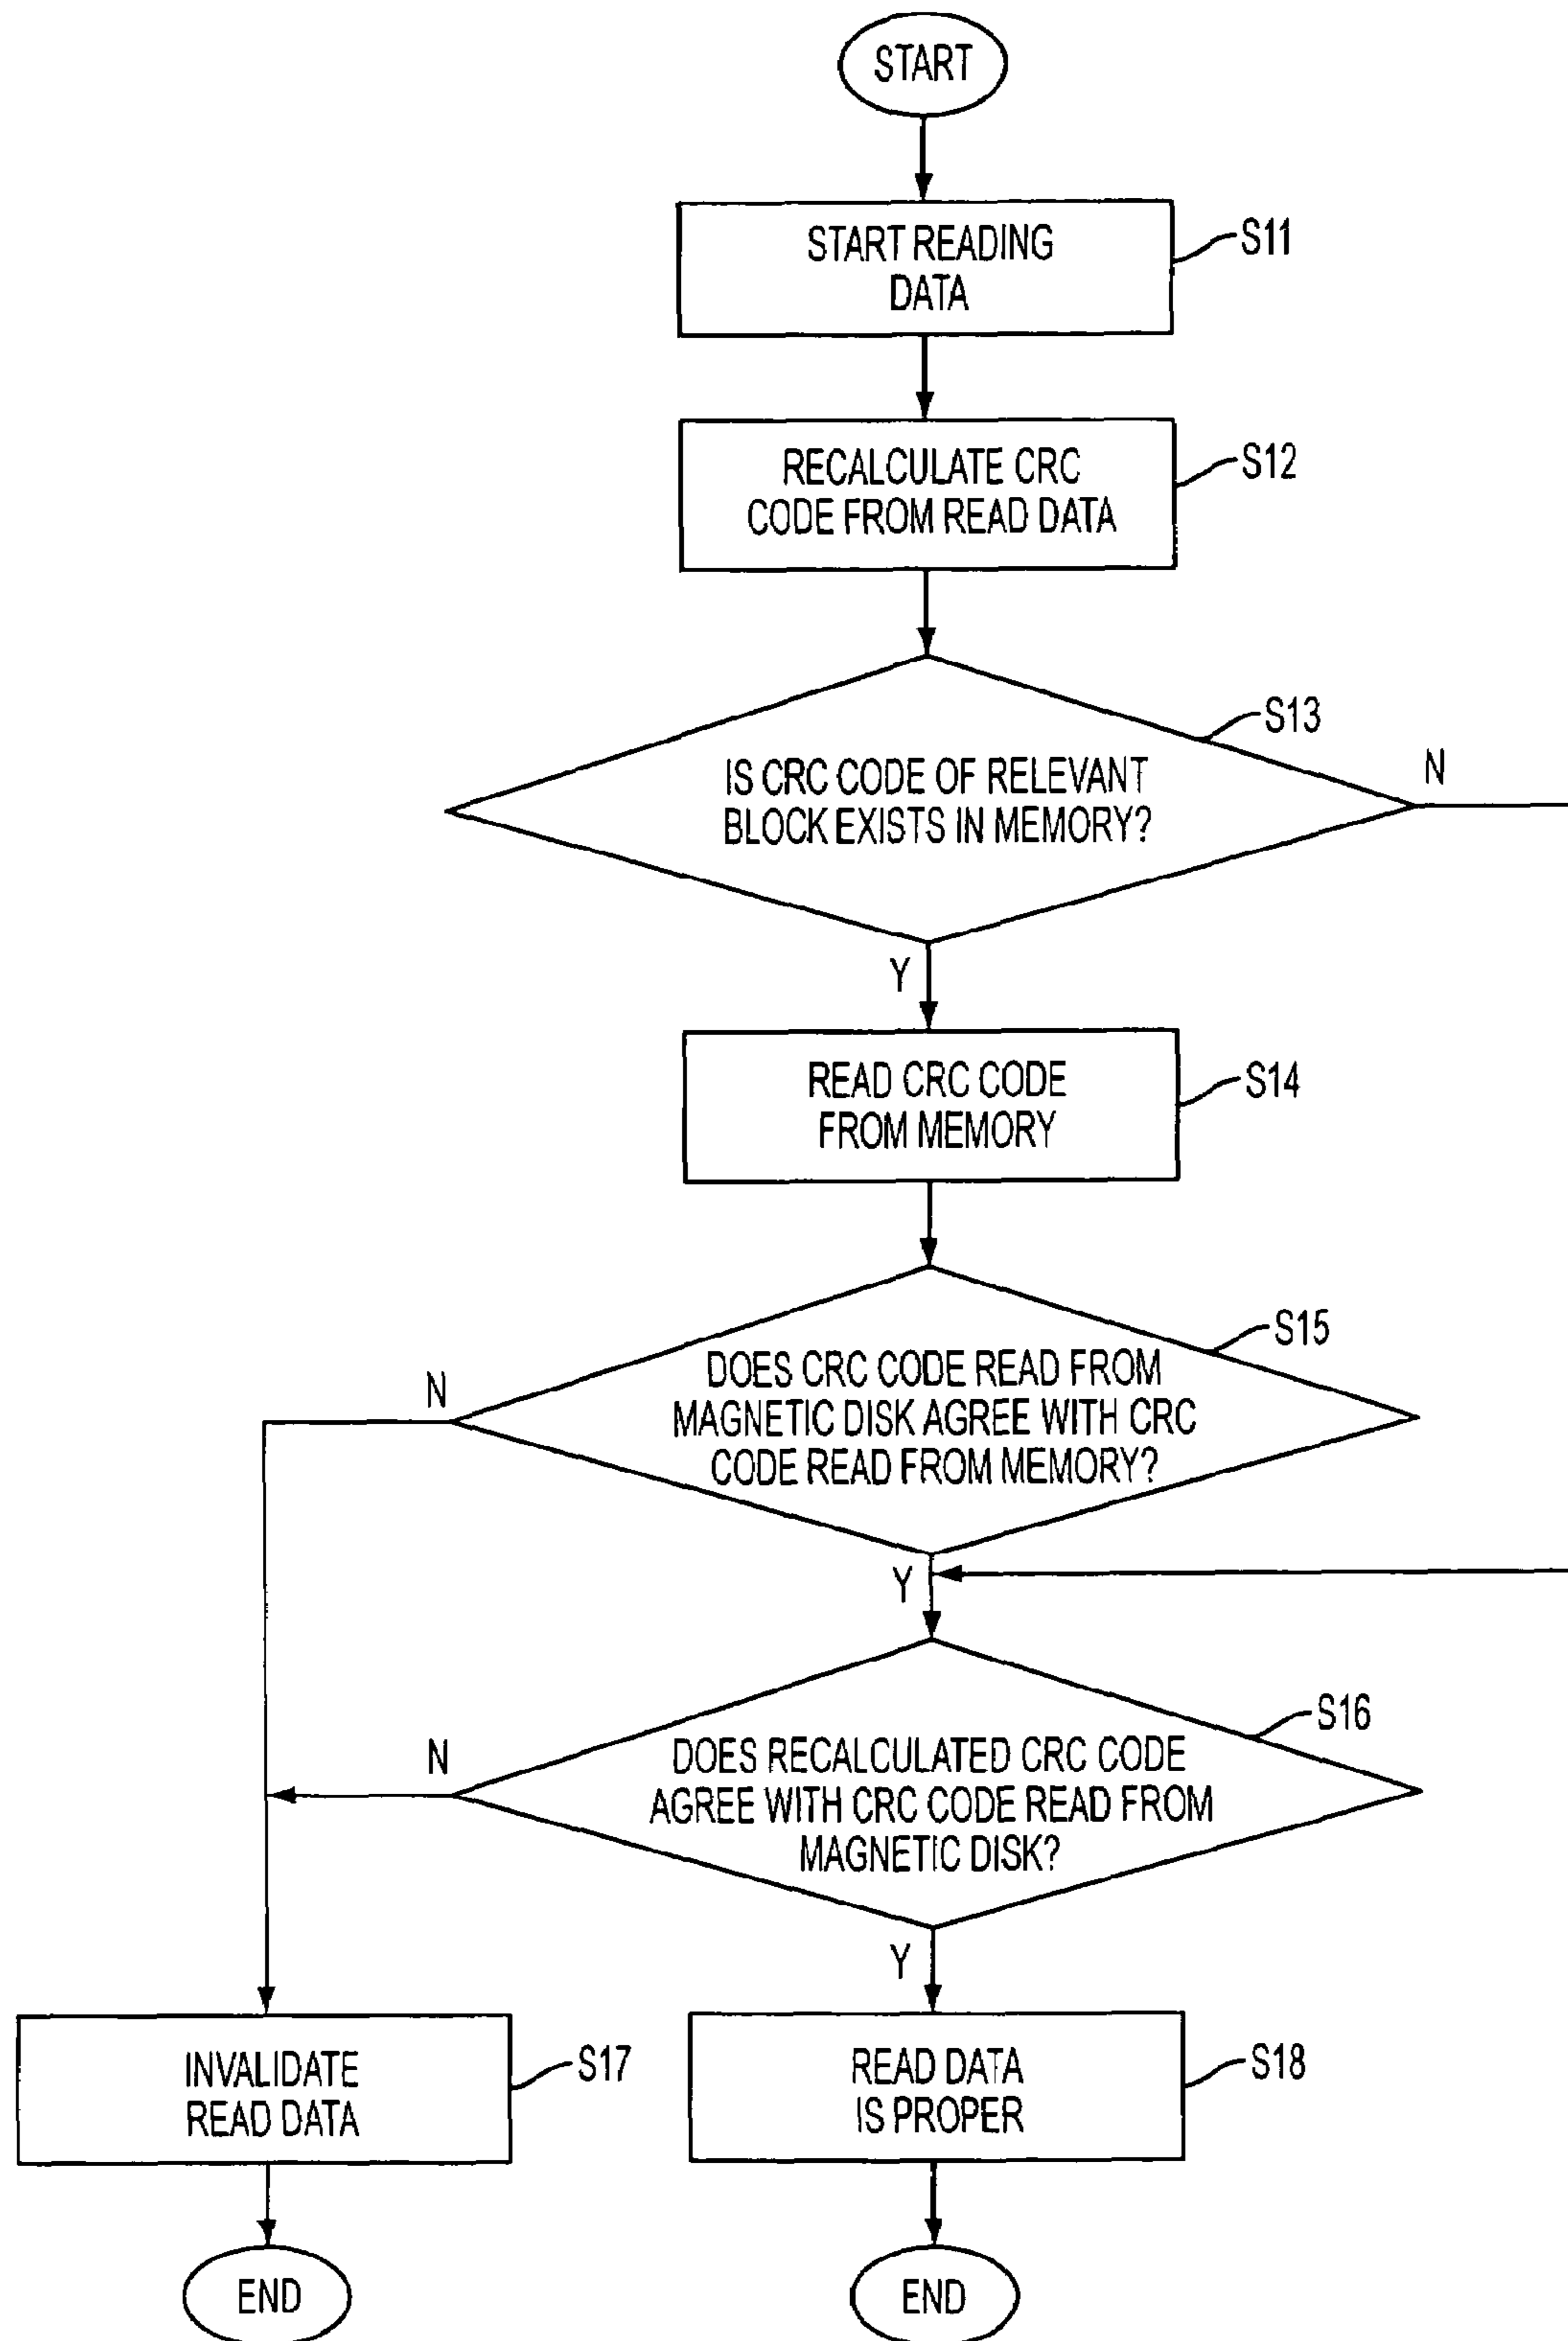 START
START READING
DATA
S11
RECALCULATE CRC
CODE FROM READ DATA
S12
IS CRC CODE OF RELEVANT
BLOCK EXISTS IN MEMORY?
S13
N
Y
READ CRC CODE
FROM MEMORY
S14
DOES CRC CODE READ FROM
MAGNETIC DISK AGREE WITH CRC
CODE READ FROM MEMORY?
S15
N
Y
DOES RECALCULATED CRC CODE
AGREE WITH CRC CODE READ FROM
MAGNETIC DISK?
S16
N
Y
INVALIDATE
READ DATA
S17
READ DATA
IS PROPER
S18
END
END